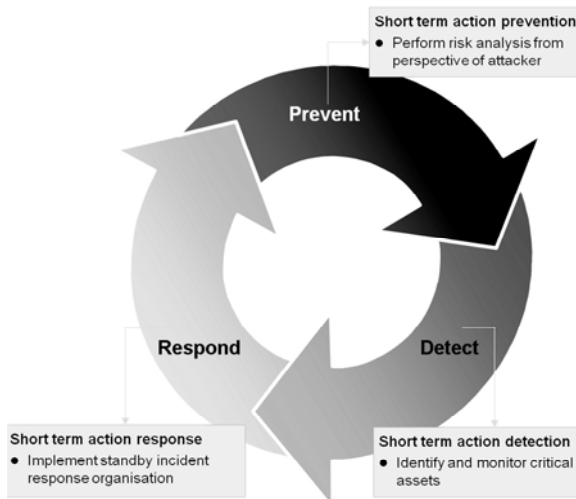 Short term action prevention
● Perform risk analysis from
perspective of attacker
Prevent
Respond
Detect
Short term action response
● Implement standby incident
response organisation
Short term action detection
● Identify and monitor critical
assets